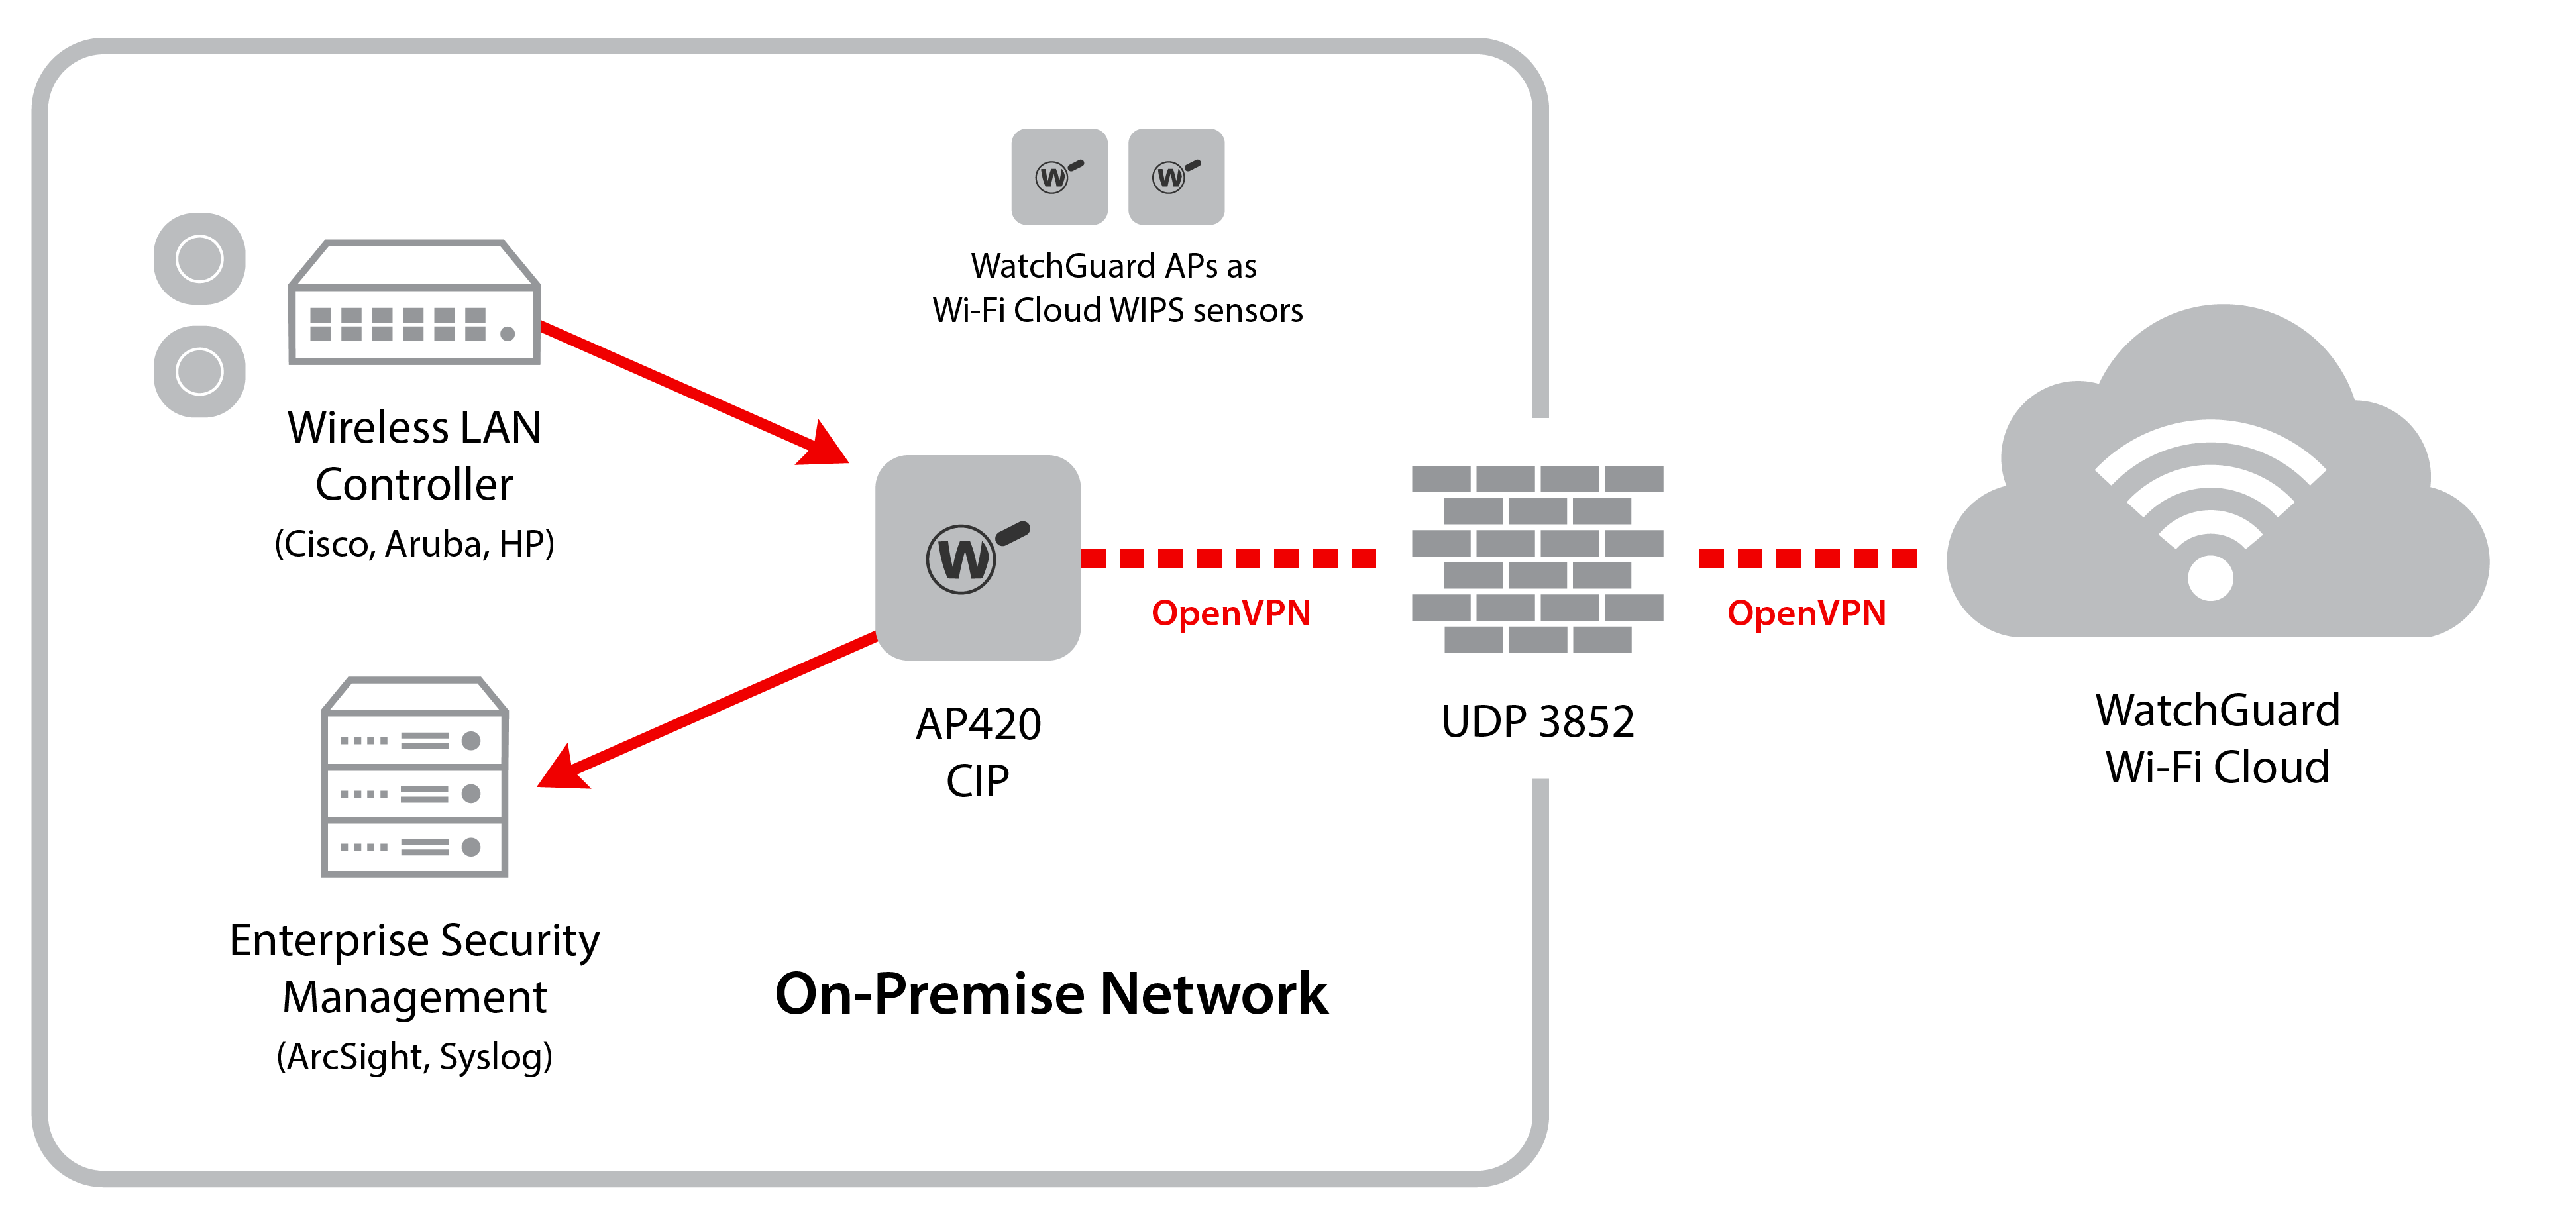 W
W
WatchGuard APs as
Wi-Fi Cloud WIPS sensors
Wireless LAN
Controller
(Cisco, Aruba, HP)
W
OpenVPN
OpenVPN
AP420
CIP
UDP 3852
WatchGuard
Wi-Fi Cloud
Enterprise Security
Management
(ArcSight, Syslog)
On-Premise Network